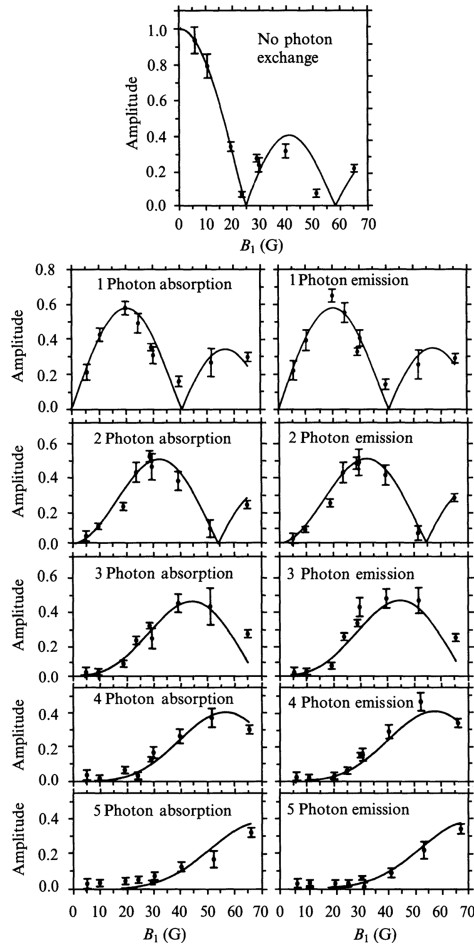 No photon
exchange
Amplitude
1.0
0.8
0.6
0.4
0.2
0.0
0 10 20 30 40 50 60 70
B₁ (G)
1 Photon absorption
1 Photon emission
Amplitude
0.8
0.6
0.4
0.2
0.0
2 Photon absorption
2 Photon emission
Amplitude
0.6
0.4
0.2
0.0
3 Photon absorption
3 Photon emission
Amplitude
0.6
0.4
0.2
0.0
4 Photon absorption
4 Photon emission
Amplitude
0.4
0.2
0.0
5 Photon absorption
5 Photon emission
Amplitude
0.4
0.2
0
0 10 20 30 40 50 60 70
0 10 20 30 40 50 60 70
B₁ (G)
B₁ (G)